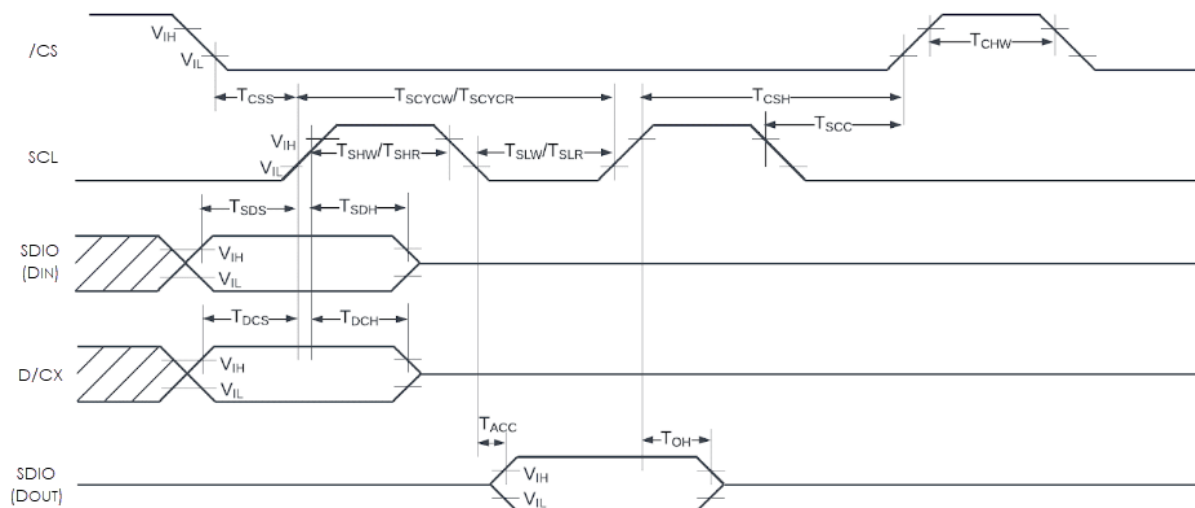 /CS
VIH
VIL
TCHW
TCSS
TSCYCW/TSCYCR
TCSH
TSCC
SCL
VIH
VIL
TSHW/TSHR
TSLW/TSLR
TSDS
TSDH
SDIO
(DIN)
VIH
VIL
TDCS
TDCH
D/CX
VIH
VIL
TACC
TOH
SDIO
(DOUT)
VIH
VIL